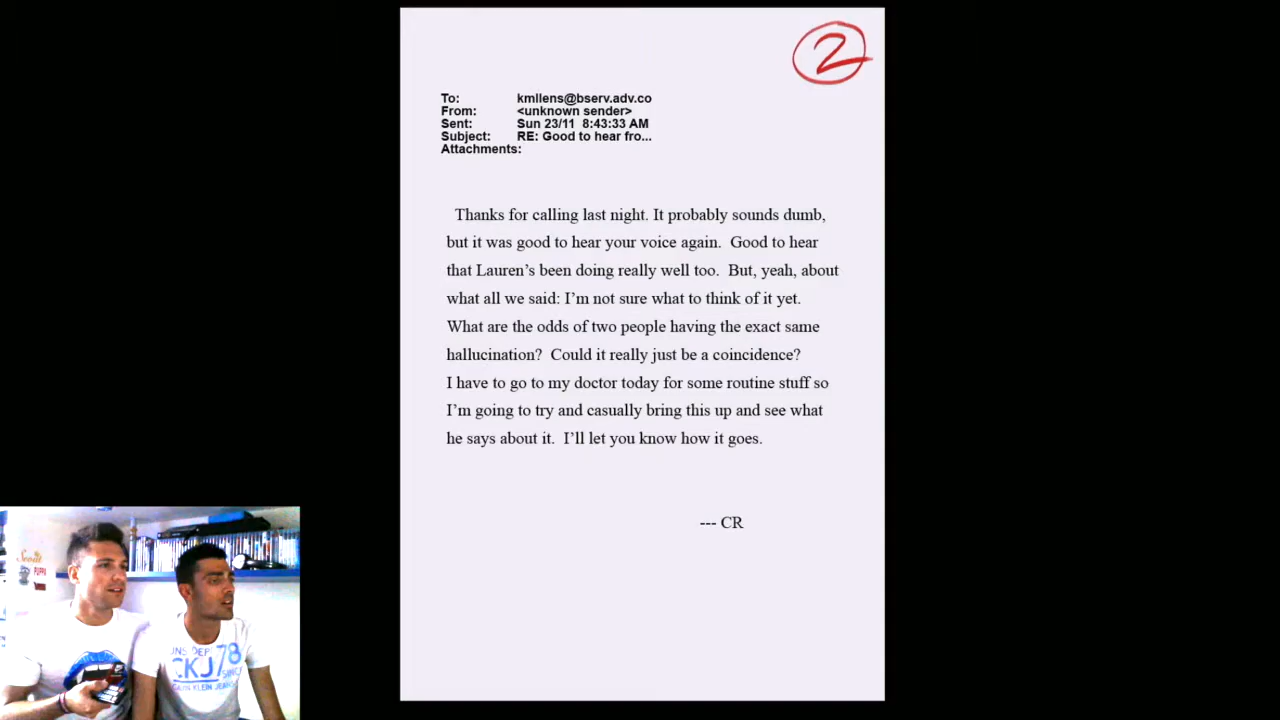 2
To: kmllens@bserv.adv.co
From: <unknown sender>
Sent: Sun 23/11 8:43:33 AM
Subject: RE: Good to hear fro...
Attachments:
Thanks for calling last night. It probably sounds dumb,
but it was good to hear your voice again. Good to hear
that Lauren’s been doing really well too. But, yeah, about
what all we said: I’m not sure what to think of it yet.
What are the odds of two people having the exact same
hallucination? Could it really just be a coincidence?
I have to go to my doctor today for some routine stuff so
I’m going to try and casually bring this up and see what
he says about it. I’ll let you know how it goes.
--- CR
78
CKJ